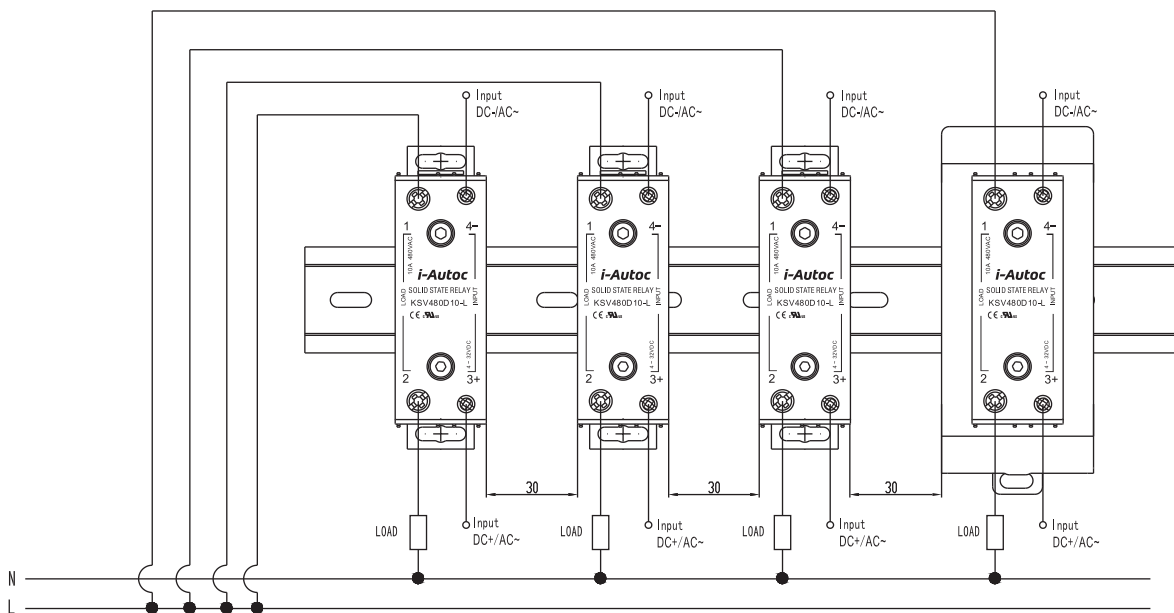 Input
DC-/AC~
Input
DC-/AC~
Input
DC-/AC~
Input
DC-/AC~
1
4-
10A 480VAC
i-Autoc
SOLID STATE RELAY
LOAD
INPUT
KSV480D10-L
CE
4~32VDC
2
3+
1
4-
10A 480VAC
i-Autoc
SOLID STATE RELAY
LOAD
INPUT
KSV480D10-L
CE
4~32VDC
2
3+
1
4-
10A 480VAC
i-Autoc
SOLID STATE RELAY
LOAD
INPUT
KSV480D10-L
CE
4~32VDC
2
3+
1
4-
10A 480VAC
i-Autoc
SOLID STATE RELAY
LOAD
INPUT
KSV480D10-L
CE
4~32VDC
2
3+
30
30
30
LOAD
Input
DC+/AC~
LOAD
Input
DC+/AC~
LOAD
Input
DC+/AC~
LOAD
Input
DC+/AC~
N
L